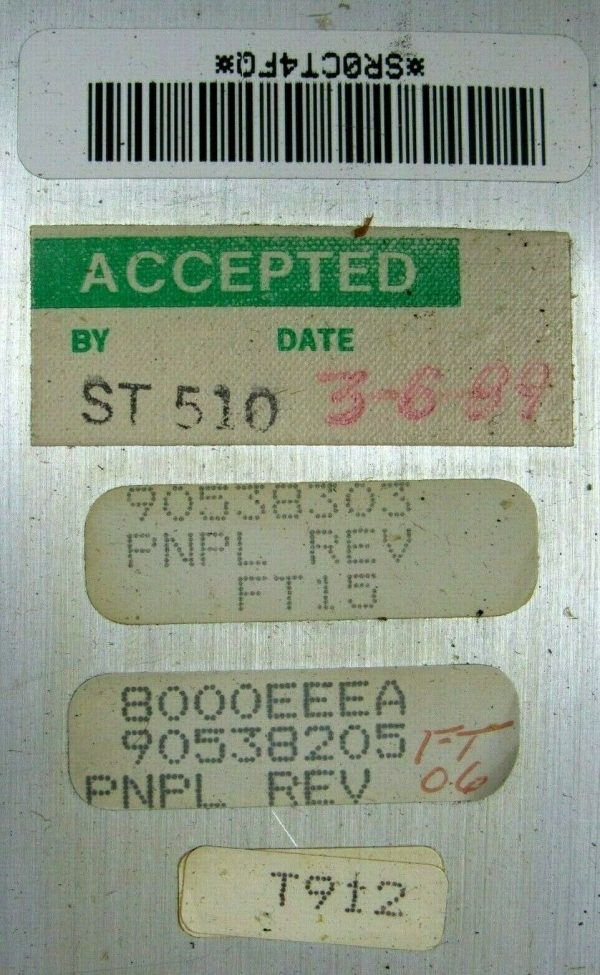 *SR0CT4FQ*
ACCEPTED
BY DATE
ST 510 3-6-89
90538303
PNPL REV
FT15
8000EEEA
90538205 FT
PNPL REV 06
T912